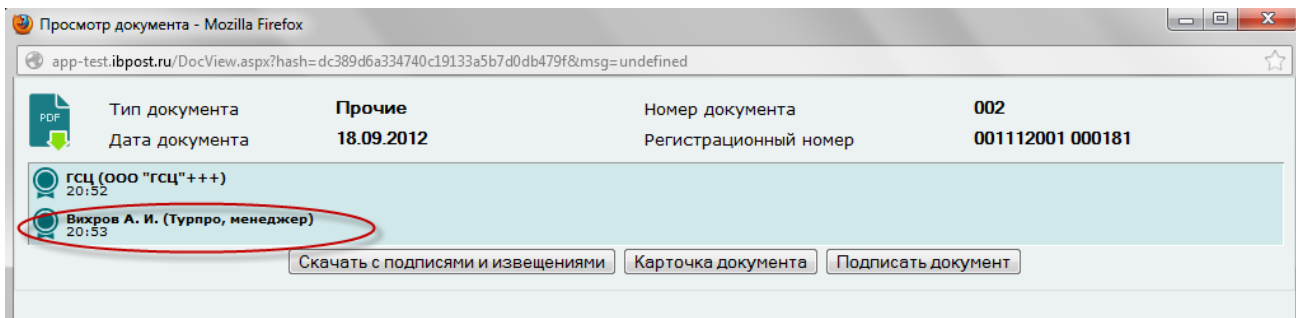 Просмотр документа - Mozilla Firefox
app-test.ibpost.ru/DocView.aspx?hash=dc389d6a334740c19133a5b7d0db479f&msg=undefined
PDF
Тип документа Прочие Номер документа 002
Дата документа 18.09.2012 Регистрационный номер 001112001 000181
ГСЦ (ООО "ГСЦ"+++)
20:52
Вихров А. И. (Турпро, менеджер)
20:53
Скачать с подписями и извещениями Карточка документа Подписать документ